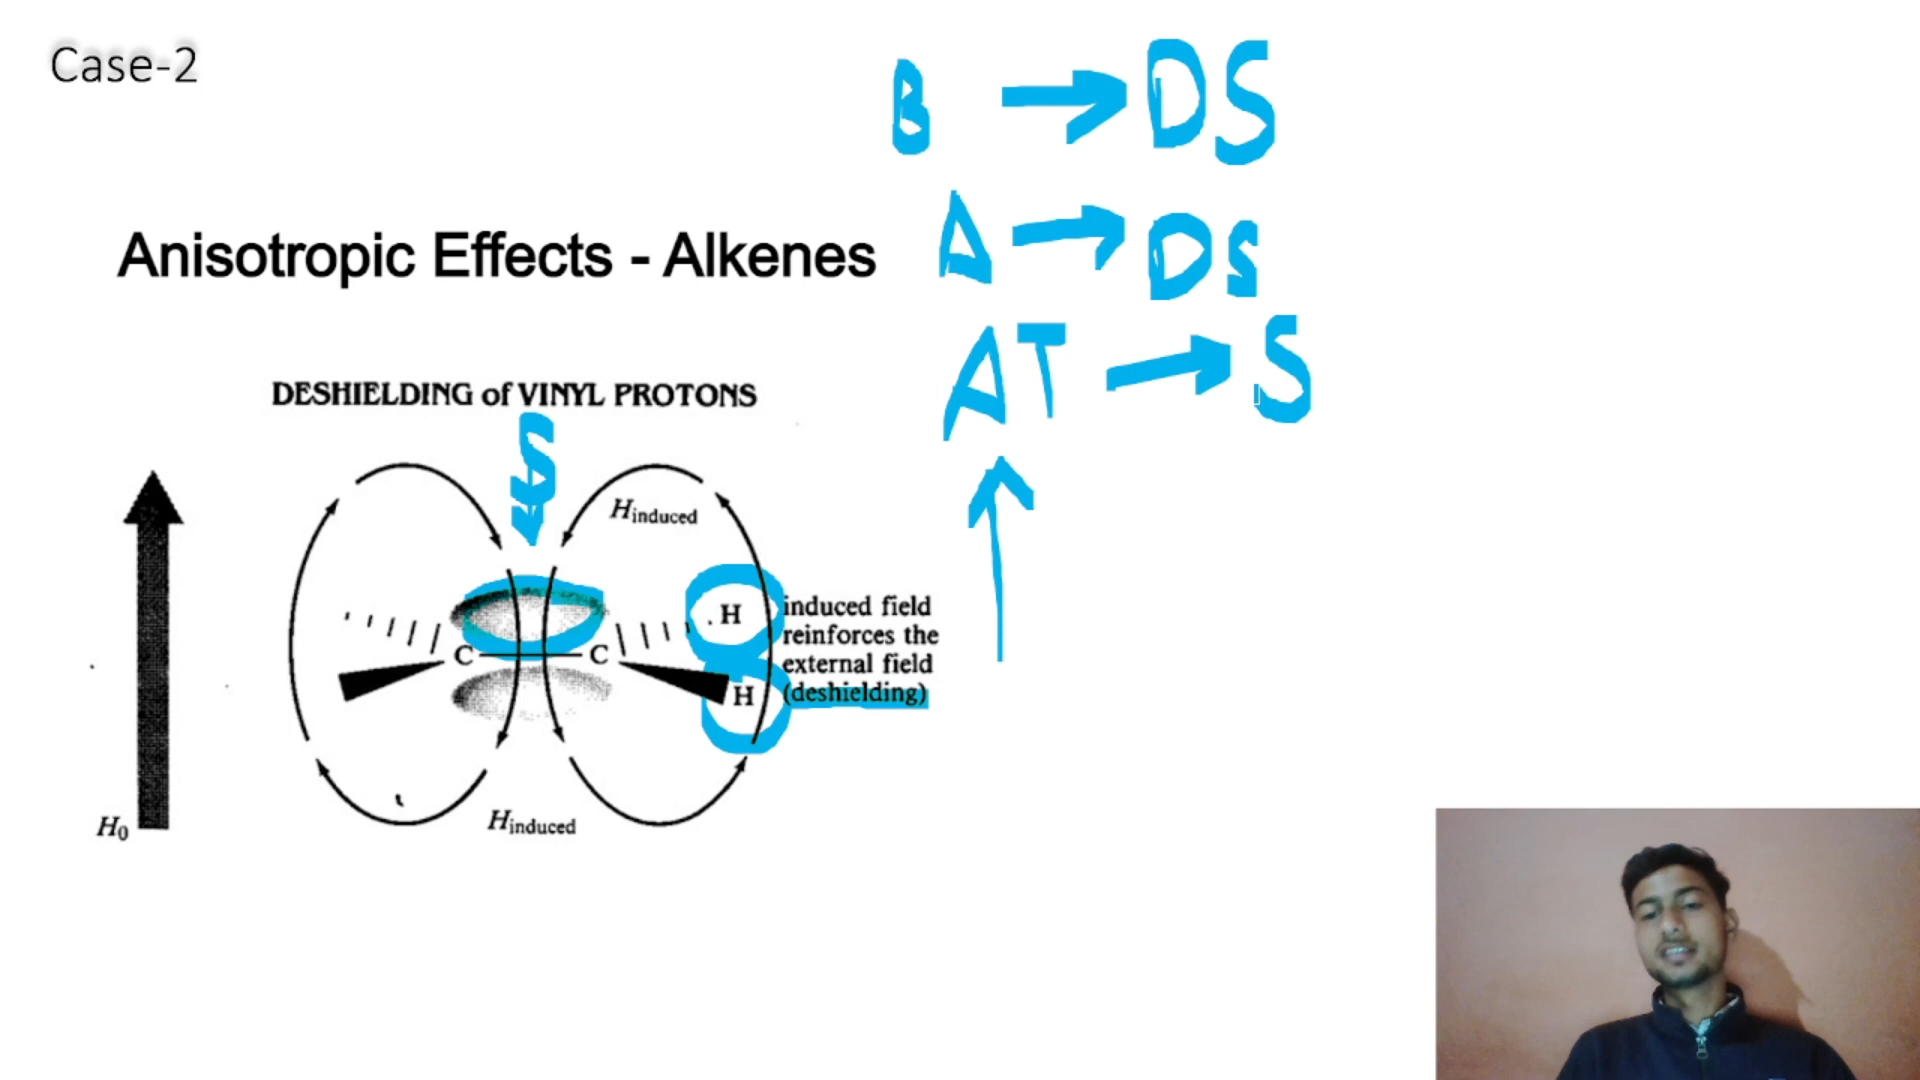 Case-2
B → DS
Anisotropic Effects - Alkenes
A → DS
AT → S
DESHIELDING of VINYL PROTONS
S
Hinduced
H
induced field
reinforces the
external field
(deshielding)
C
C
H
H0
Hinduced